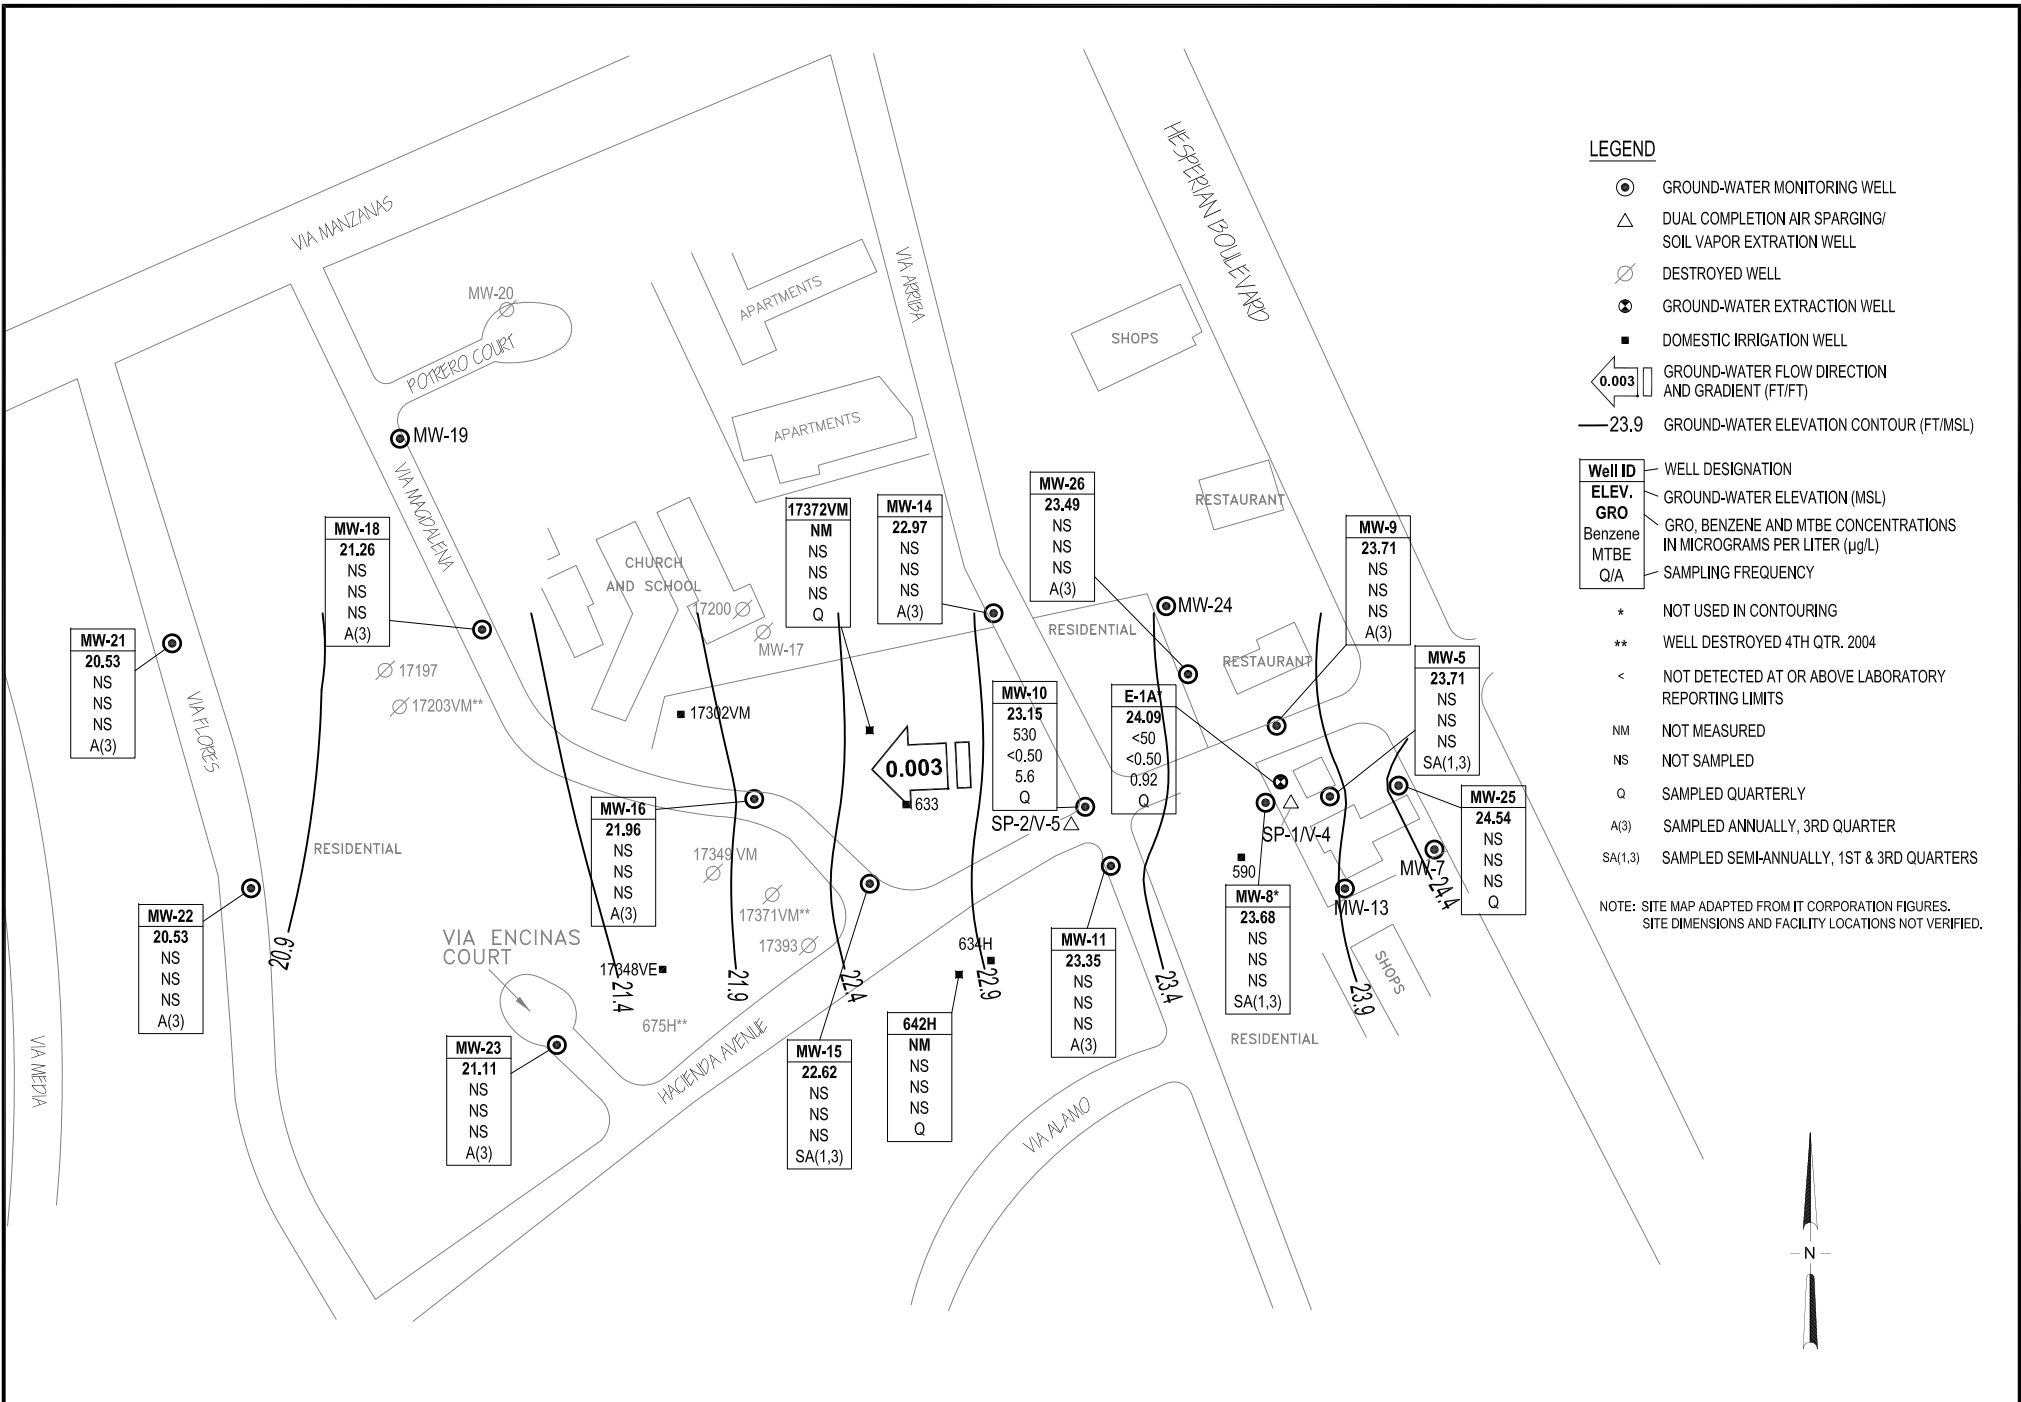 VIA MANZANAS
MW-20
POTRERO COURT
MW-19
VIA MAGDALENA
APARTMENTS
APARTMENTS
VIA ARRIBA
HESPERIAN BOULEVARD
SHOPS
RESTAURANT
RESTAURANT
CHURCH
AND SCHOOL
17200
MW-17
17197
17203VM**
17302VM
MW-18
21.26
NS
NS
NS
A(3)
17372VM
NM
NS
NS
NS
Q
MW-14
22.97
NS
NS
NS
A(3)
MW-26
23.49
NS
NS
NS
A(3)
MW-24
RESIDENTIAL
MW-9
23.71
NS
NS
NS
A(3)
MW-5
23.71
NS
NS
NS
SA(1,3)
MW-21
20.53
NS
NS
NS
A(3)
VIA FLORES
MW-10
23.15
530
<0.50
5.6
Q
E-1A*
24.09
<50
<0.50
0.92
Q
MW-25
24.54
NS
NS
NS
Q
0.003
633
SP-2/V-5
SP-1/V-4
MW-16
21.96
NS
NS
NS
A(3)
RESIDENTIAL
17349 VM
17371VM**
17393
590
MW-7
MW-13
24.4
MW-8*
23.68
NS
NS
NS
SA(1,3)
MW-22
20.53
NS
NS
NS
A(3)
20.6
VIA ENCINAS
COURT
17348VE
21.4
21.9
22.4
634H
22.9
23.4
23.9
SHOPS
MW-11
23.35
NS
NS
NS
A(3)
RESIDENTIAL
675H**
MW-23
21.11
NS
NS
NS
A(3)
HACIENDA AVENUE
MW-15
22.62
NS
NS
NS
SA(1,3)
642H
NM
NS
NS
NS
Q
VIA MEDIA
VIA ALAMO
LEGEND
GROUND-WATER MONITORING WELL
DUAL COMPLETION AIR SPARGING/
SOIL VAPOR EXTRATION WELL
DESTROYED WELL
GROUND-WATER EXTRACTION WELL
DOMESTIC IRRIGATION WELL
0.003 GROUND-WATER FLOW DIRECTION
AND GRADIENT (FT/FT)
23.9 GROUND-WATER ELEVATION CONTOUR (FT/MSL)
Well ID WELL DESIGNATION
ELEV. GROUND-WATER ELEVATION (MSL)
GRO GRO, BENZENE AND MTBE CONCENTRATIONS
Benzene IN MICROGRAMS PER LITER (µg/L)
MTBE
Q/A SAMPLING FREQUENCY
* NOT USED IN CONTOURING
** WELL DESTROYED 4TH QTR. 2004
< NOT DETECTED AT OR ABOVE LABORATORY
REPORTING LIMITS
NM NOT MEASURED
NS NOT SAMPLED
Q SAMPLED QUARTERLY
A(3) SAMPLED ANNUALLY, 3RD QUARTER
SA(1,3) SAMPLED SEMI-ANNUALLY, 1ST & 3RD QUARTERS
NOTE: SITE MAP ADAPTED FROM IT CORPORATION FIGURES.
SITE DIMENSIONS AND FACILITY LOCATIONS NOT VERIFIED.
N